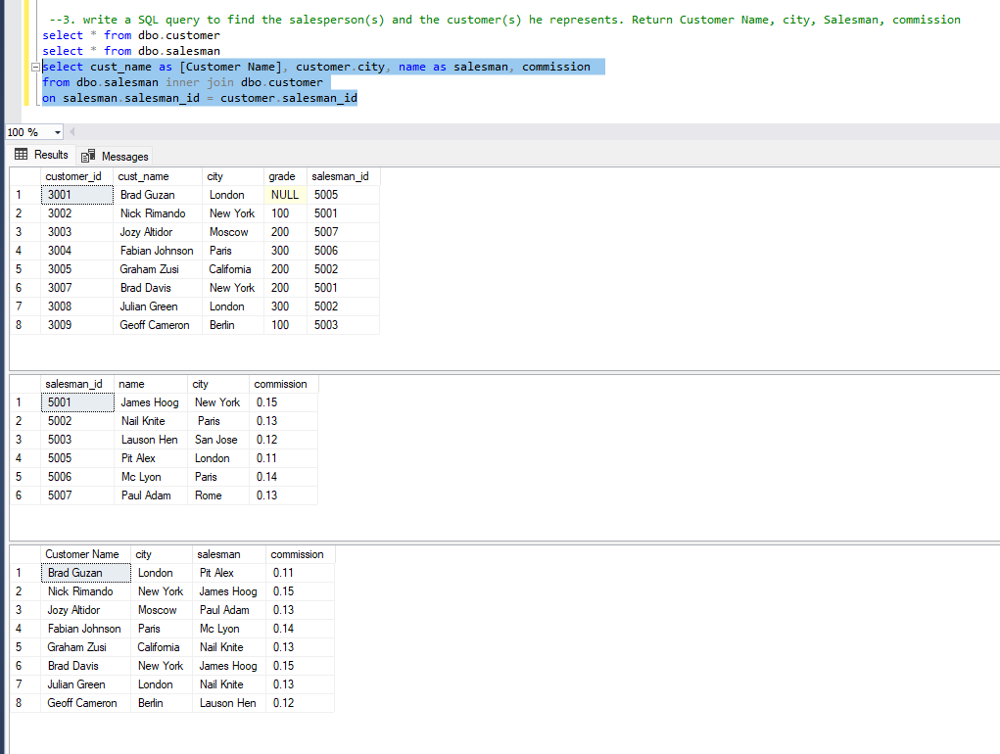 --3. write a SQL query to find the salesperson(s) and the customer(s) he represents. Return Customer Name, city, Salesman, commission
select * from dbo.customer
select * from dbo.salesman
select cust_name as [Customer Name], customer.city, name as salesman, commission
from dbo.salesman inner join dbo.customer
on salesman.salesman_id = customer.salesman_id
100 %
Results Messages
customer_id cust_name city grade salesman_id
1 3001 Brad Guzan London NULL 5005
2 3002 Nick Rimando New York 100 5001
3 3003 Jozy Altidor Moscow 200 5007
4 3004 Fabian Johnson Paris 300 5006
5 3005 Graham Zusi California 200 5002
6 3007 Brad Davis New York 200 5001
7 3008 Julian Green London 300 5002
8 3009 Geoff Cameron Berlin 100 5003
salesman_id name city commission
1 5001 James Hoog New York 0.15
2 5002 Nail Knite Paris 0.13
3 5003 Lauson Hen San Jose 0.12
4 5005 Pit Alex London 0.11
5 5006 Mc Lyon Paris 0.14
6 5007 Paul Adam Rome 0.13
Customer Name city salesman commission
1 Brad Guzan London Pit Alex 0.11
2 Nick Rimando New York James Hoog 0.15
3 Jozy Altidor Moscow Paul Adam 0.13
4 Fabian Johnson Paris Mc Lyon 0.14
5 Graham Zusi California Nail Knite 0.13
6 Brad Davis New York James Hoog 0.15
7 Julian Green London Nail Knite 0.13
8 Geoff Cameron Berlin Lauson Hen 0.12